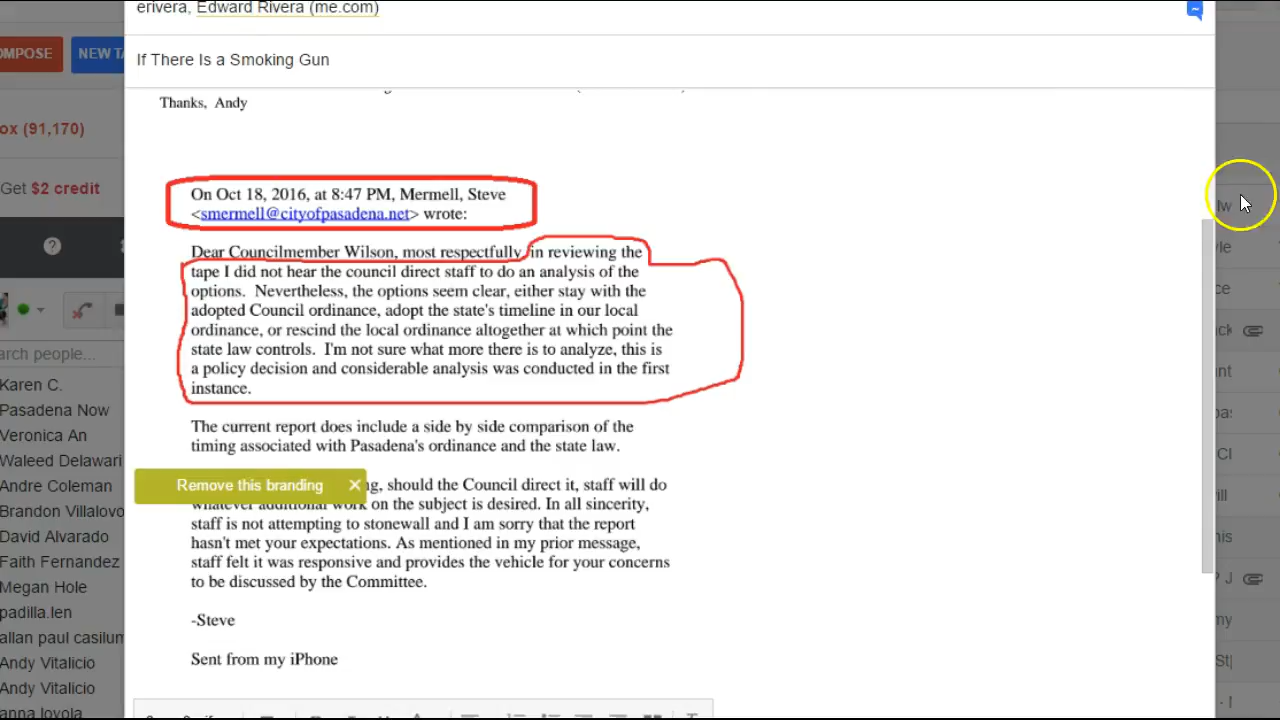 erivera, Edward Rivera (me.com)
OMPOSE
NEW TA
If There Is a Smoking Gun
Thanks, Andy
ox (91,170)
Get $2 credit
On Oct 18, 2016, at 8:47 PM, Mermell, Steve
<smermell@cityofpasadena.net> wrote:
Dear Councilmember Wilson, most respectfully, in reviewing the
tape I did not hear the council direct staff to do an analysis of the
options. Nevertheless, the options seem clear, either stay with the
adopted Council ordinance, adopt the state's timeline in our local
ordinance, or rescind the local ordinance altogether at which point the
state law controls. I'm not sure what more there is to analyze, this is
a policy decision and considerable analysis was conducted in the first
instance.
The current report does include a side by side comparison of the
timing associated with Pasadena's ordinance and the state law.
Remove this branding ×
ng, should the Council direct it, staff will do
whatever additional work on the subject is desired. In all sincerity,
staff is not attempting to stonewall and I am sorry that the report
hasn't met your expectations. As mentioned in my prior message,
staff felt it was responsive and provides the vehicle for your concerns
to be discussed by the Committee.
-Steve
Sent from my iPhone
arch people...
Karen C.
Pasadena Now
Veronica An
Waleed Delawari
Andre Coleman
Brandon Villalovo
David Alvarado
Faith Fernandez
Megan Hole
padilla.len
allan paul casilum
Andy Vitalicio
Andy Vitalicio
anna loyola